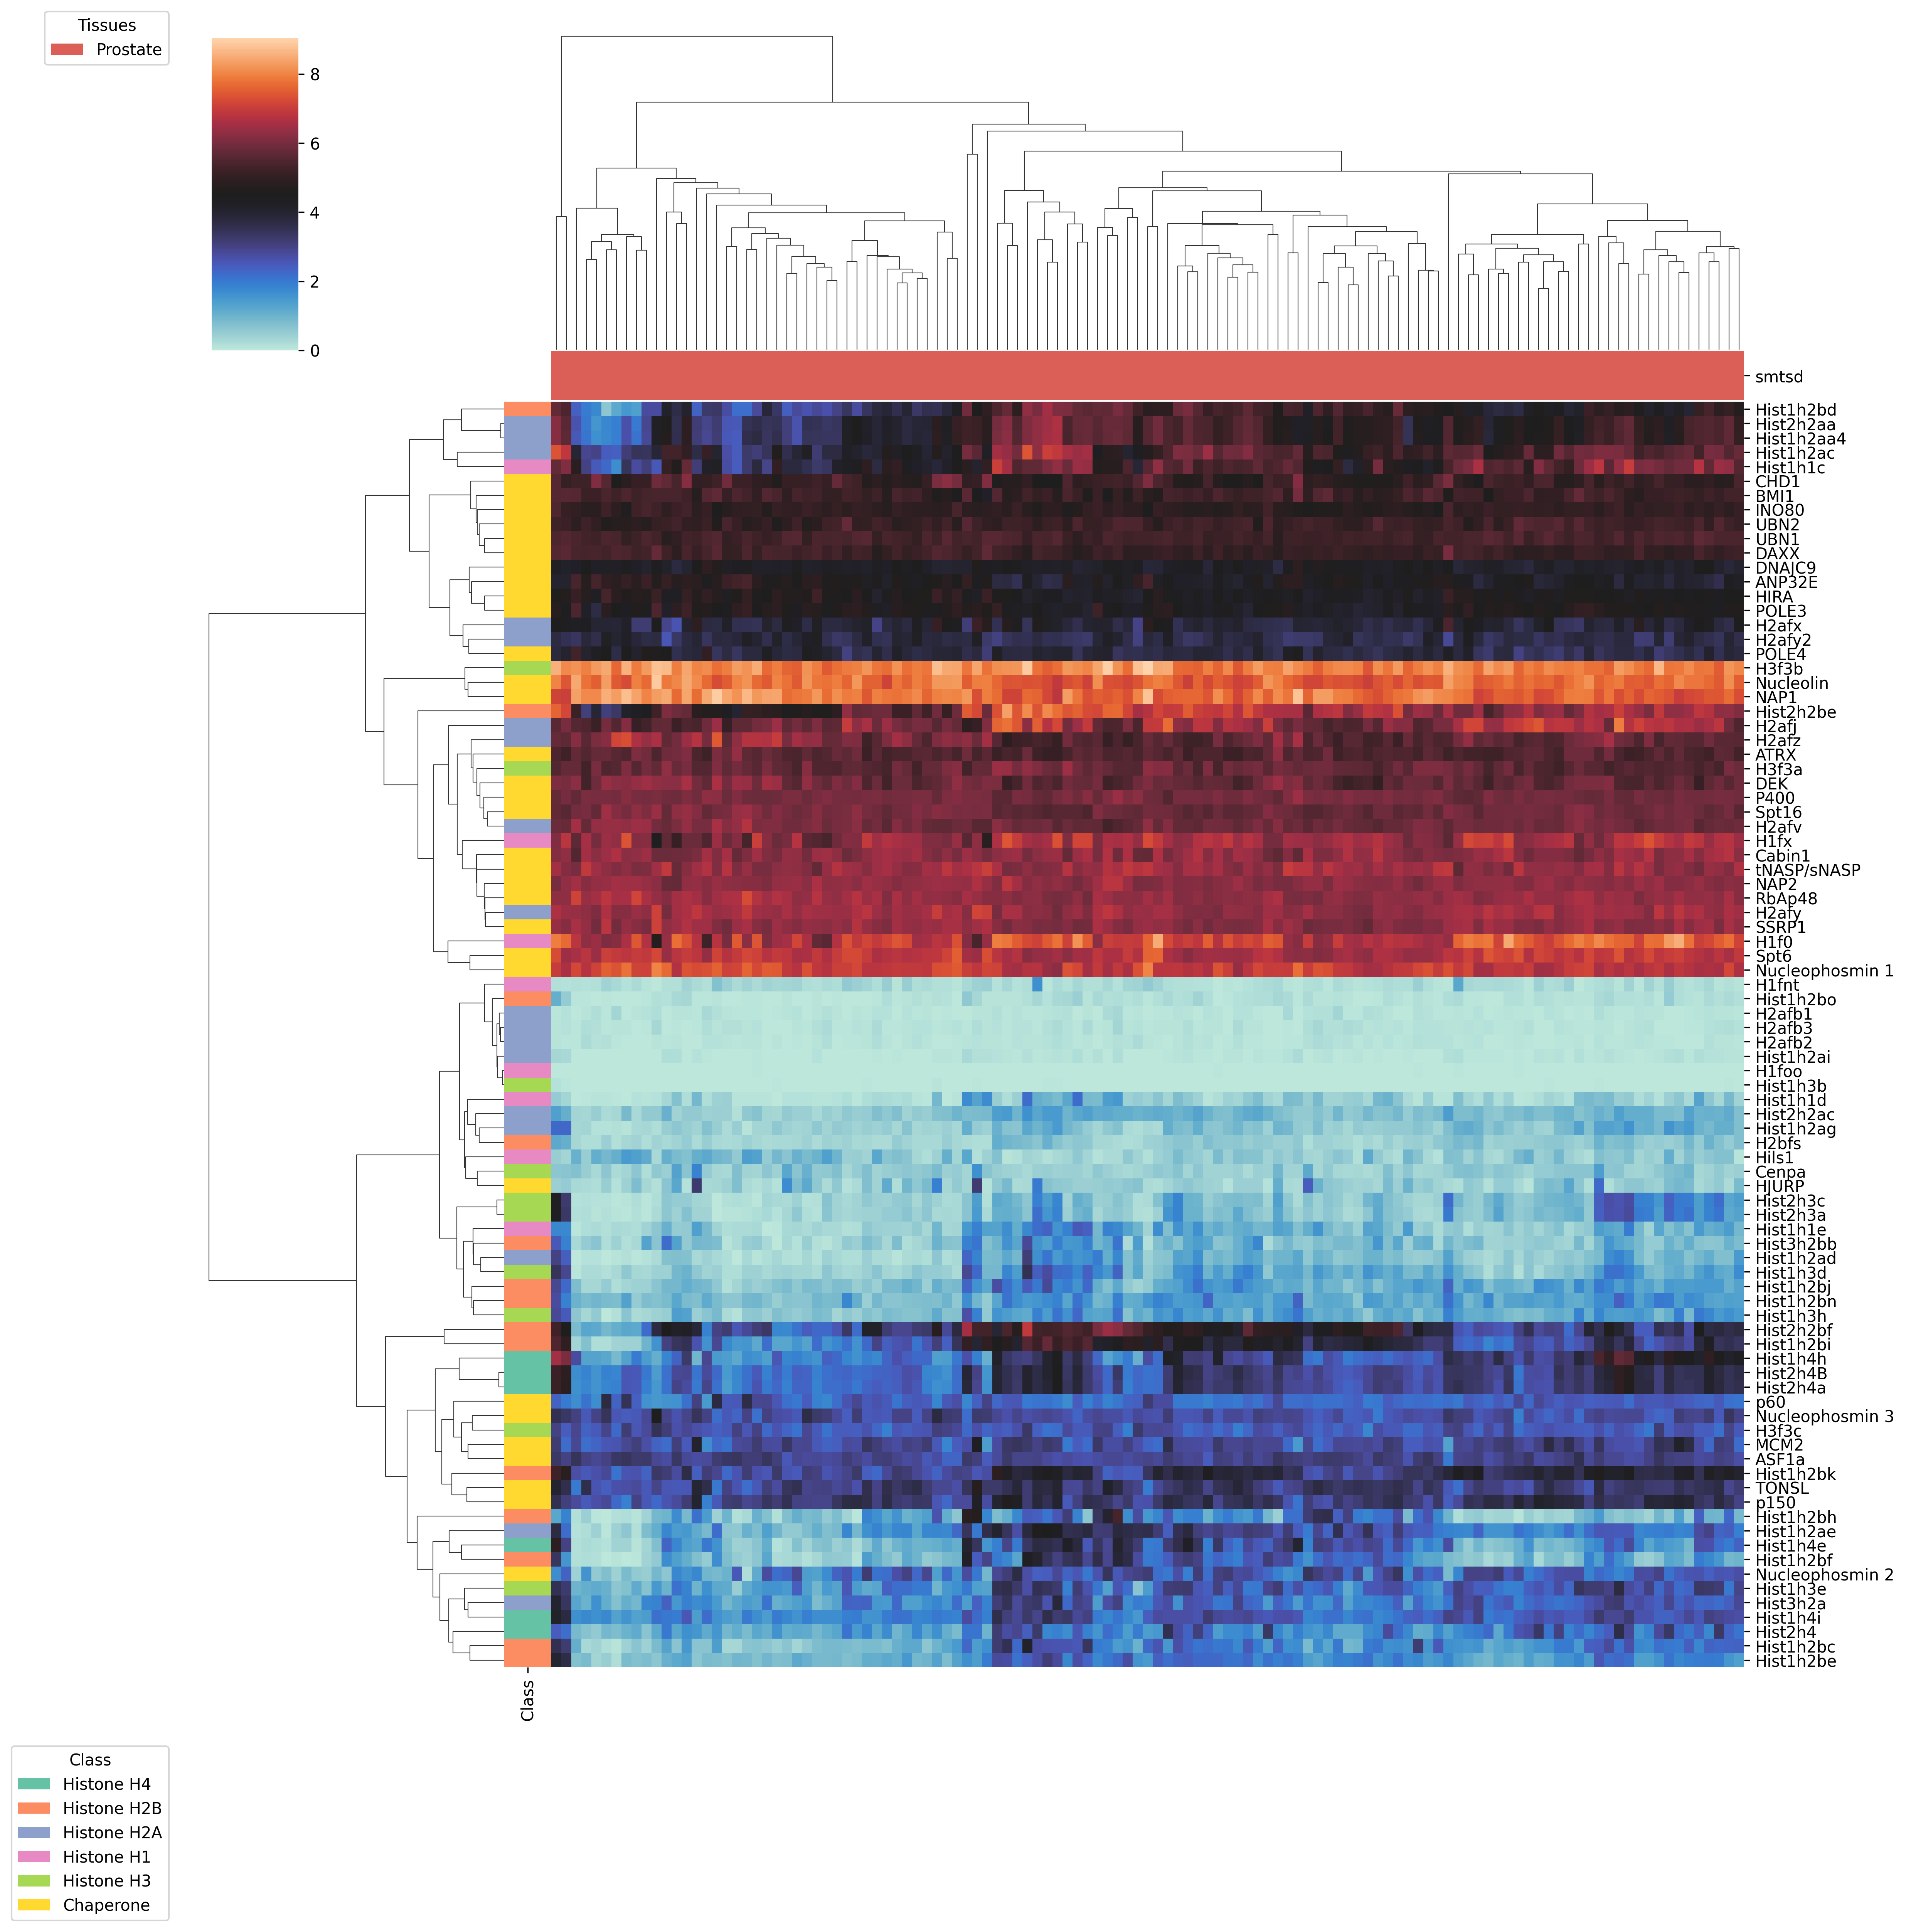 Tissues
Prostate
8
6
4
2
0
smtsd
Hist1h2bd
Hist2h2aa
Hist1h2aa4
Hist1h2ac
Hist1h1c
CHD1
BMI1
INO80
UBN2
UBN1
DAXX
DNAJC9
ANP32E
HIRA
POLE3
H2afx
H2afy2
POLE4
H3f3b
Nucleolin
NAP1
Hist2h2be
H2afj
H2afz
ATRX
H3f3a
DEK
P400
Spt16
H2afv
H1fx
Cabin1
tNASP/sNASP
NAP2
RbAp48
H2afy
SSRP1
H1f0
Spt6
Nucleophosmin 1
H1fnt
Hist1h2bo
H2afb1
H2afb3
H2afb2
Hist1h2ai
H1foo
Hist1h3b
Hist1h1d
Hist2h2ac
Hist1h2ag
H2bfs
Hils1
Cenpa
HJURP
Hist2h3c
Hist2h3a
Hist1h1e
Hist3h2bb
Hist1h2ad
Hist1h3d
Hist1h2bj
Hist1h2bn
Hist1h3h
Hist2h2bf
Hist1h2bi
Hist1h4h
Hist2h4B
Hist2h4a
p60
Nucleophosmin 3
H3f3c
MCM2
ASF1a
Hist1h2bk
TONSL
p150
Hist1h2bh
Hist1h2ae
Hist1h4e
Hist1h2bf
Nucleophosmin 2
Hist1h3e
Hist3h2a
Hist1h4i
Hist2h4
Hist1h2bc
Hist1h2be
Class
Class
Histone H4
Histone H2B
Histone H2A
Histone H1
Histone H3
Chaperone